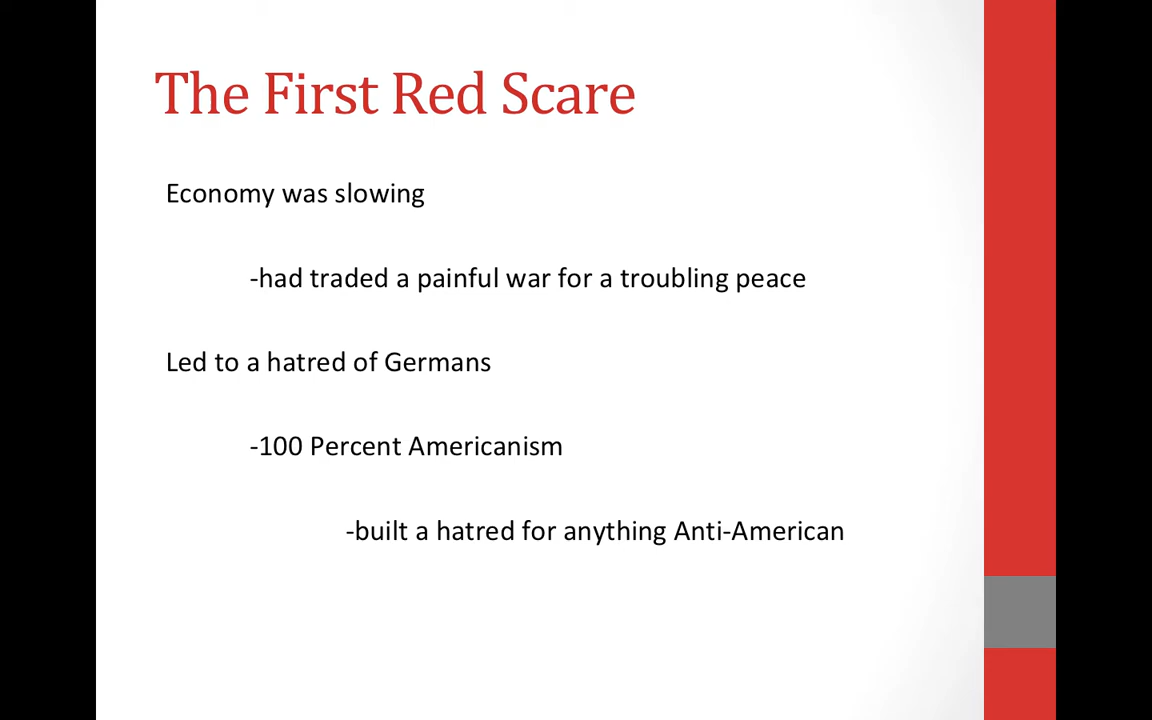 The First Red Scare
Economy was slowing
-had traded a painful war for a troubling peace
Led to a hatred of Germans
-100 Percent Americanism
-built a hatred for anything Anti-American